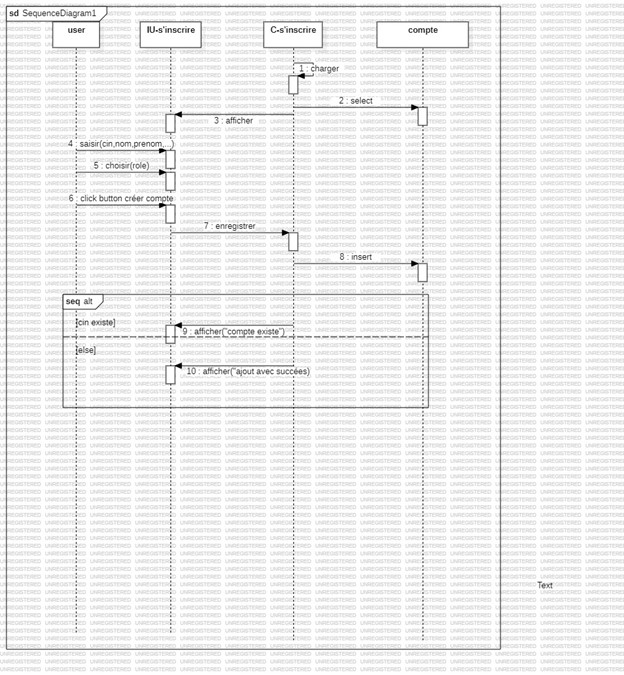 sd SequenceDiagram1
user
IU-s'inscrire
C-s'inscrire
compte
1 : charger
2 : select
3 : afficher
4 : saisir(cin,nom,prenom,...)
5 : choisir(role)
6 : click button créer compte
7 : enregistrer
8 : insert
seq alt
[cin existe]
9 : afficher("compte existe")
[else]
10 : afficher("ajout avec succées)
Text
UNREGISTERED